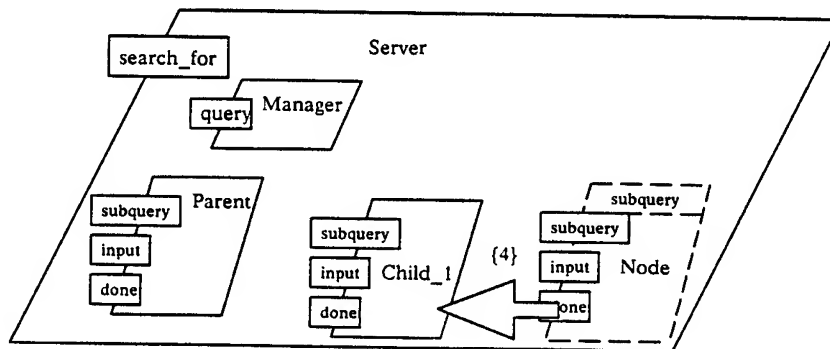 Server
search_for
Manager
query
Parent
subquery
input
done
subquery
input
Child_1
done
{4}
subquery
subquery
input
Node
one